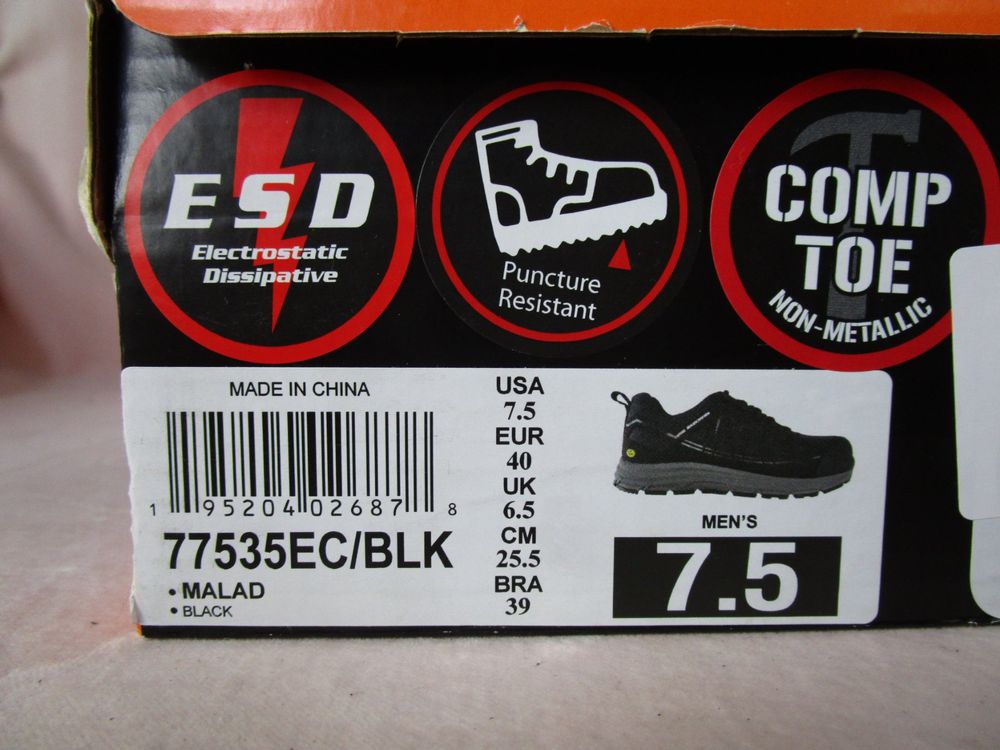 ESD
Electrostatic
Dissipative
Puncture
Resistant
COMP
TOE
NON-METALLIC
MADE IN CHINA
1 95204 02687 8
77535EC/BLK
• MALAD
• BLACK
USA
7.5
EUR
40
UK
6.5
CM
25.5
BRA
39
MEN'S
7.5